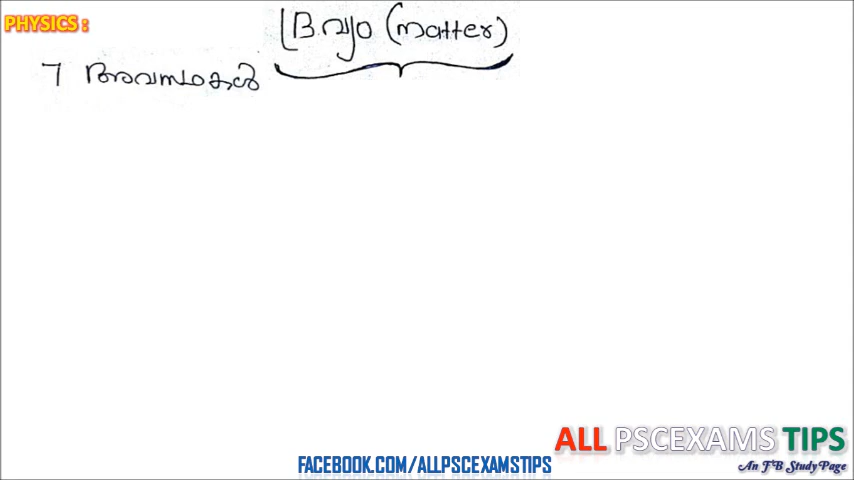 PHYSICS :
ദ്രവ്യം (matter)
7 അവസ്ഥകൾ
ALL PSCEXAMS TIPS
An FB Study Page
FACEBOOK.COM/ALLPSCEXAMSTIPS